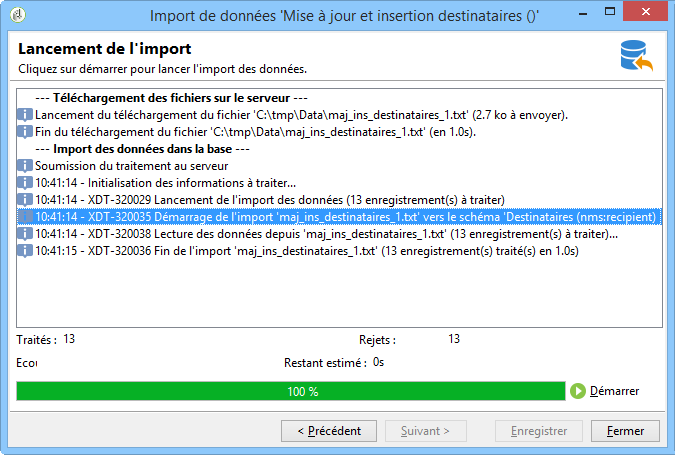 Import de données 'Mise à jour et insertion destinataires ()'
Lancement de l'import
Cliquez sur démarrer pour lancer l'import des données.
--- Téléchargement des fichiers sur le serveur ---
Lancement du téléchargement du fichier 'C:\tmp\Data\maj_ins_destinataires_1.txt' (2.7 ko à envoyer).
Fin du téléchargement du fichier 'C:\tmp\Data\maj_ins_destinataires_1.txt' (en 1.0s).
--- Import des données dans la base ---
Soumission du traitement au serveur
10:41:14 - Initialisation des informations à traiter...
10:41:14 - XDT-320029 Lancement de l'import des données (13 enregistrement(s) à traiter)
10:41:14 - XDT-320035 Démarrage de l'import 'maj_ins_destinataires_1.txt' vers le schéma 'Destinataires (nms:recipient)
10:41:14 - XDT-320038 Lecture des données depuis 'maj_ins_destinataires_1.txt' (13 enregistrement(s) à traiter)...
10:41:15 - XDT-320036 Fin de l'import 'maj_ins_destinataires_1.txt' (13 enregistrement(s) traité(s) en 1.0s)
Traités : 13 Rejets : 13
Restant estimé : 0s
100 % Démarrer
< Précédent Suivant > Enregistrer Fermer